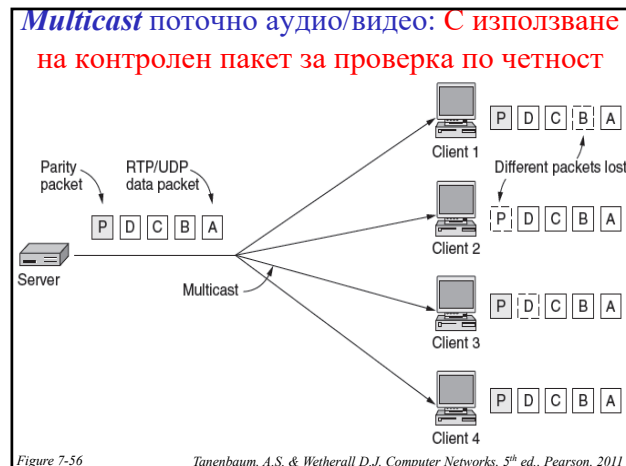 Multicast поточно аудио/видео: С използване
на контролен пакет за проверка по четност
P D C B A
Client 1
Parity
packet
RTP/UDP
data packet
Different packets lost
P D C B A
P D C B A
Client 2
Server
Multicast
P D C B A
Client 3
P D C B A
Client 4
Figure 7-56
Tanenbaum, A.S. & Wetherall D.J. Computer Networks, 5th ed., Pearson, 2011